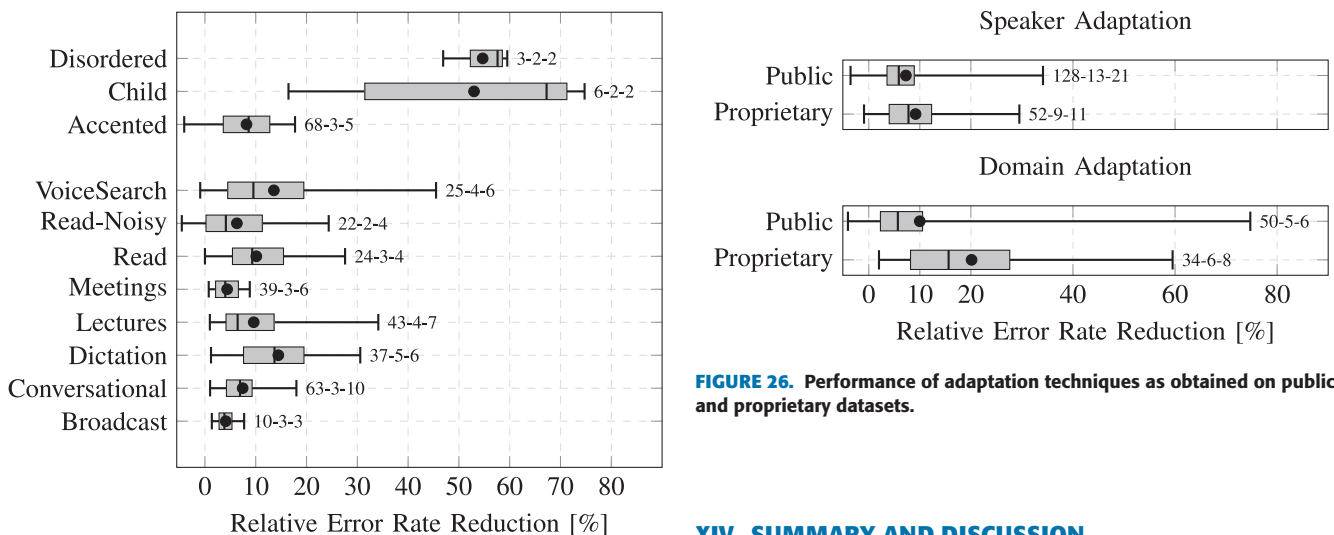 Disordered 3-2-2
Child 6-2-2
Accented 68-3-5
VoiceSearch 25-4-6
Read-Noisy 22-2-4
Read 24-3-4
Meetings 39-3-6
Lectures 43-4-7
Dictation 37-5-6
Conversational 63-3-10
Broadcast 10-3-3
0 10 20 30 40 50 60 70 80
Relative Error Rate Reduction [%]
Speaker Adaptation
Public 128-13-21
Proprietary 52-9-11
Domain Adaptation
Public 50-5-6
Proprietary 34-6-8
0 10 20 40 60 80
Relative Error Rate Reduction [%]
FIGURE 26. Performance of adaptation techniques as obtained on public
and proprietary datasets.
XIV. SUMMARY AND DISCUSSION